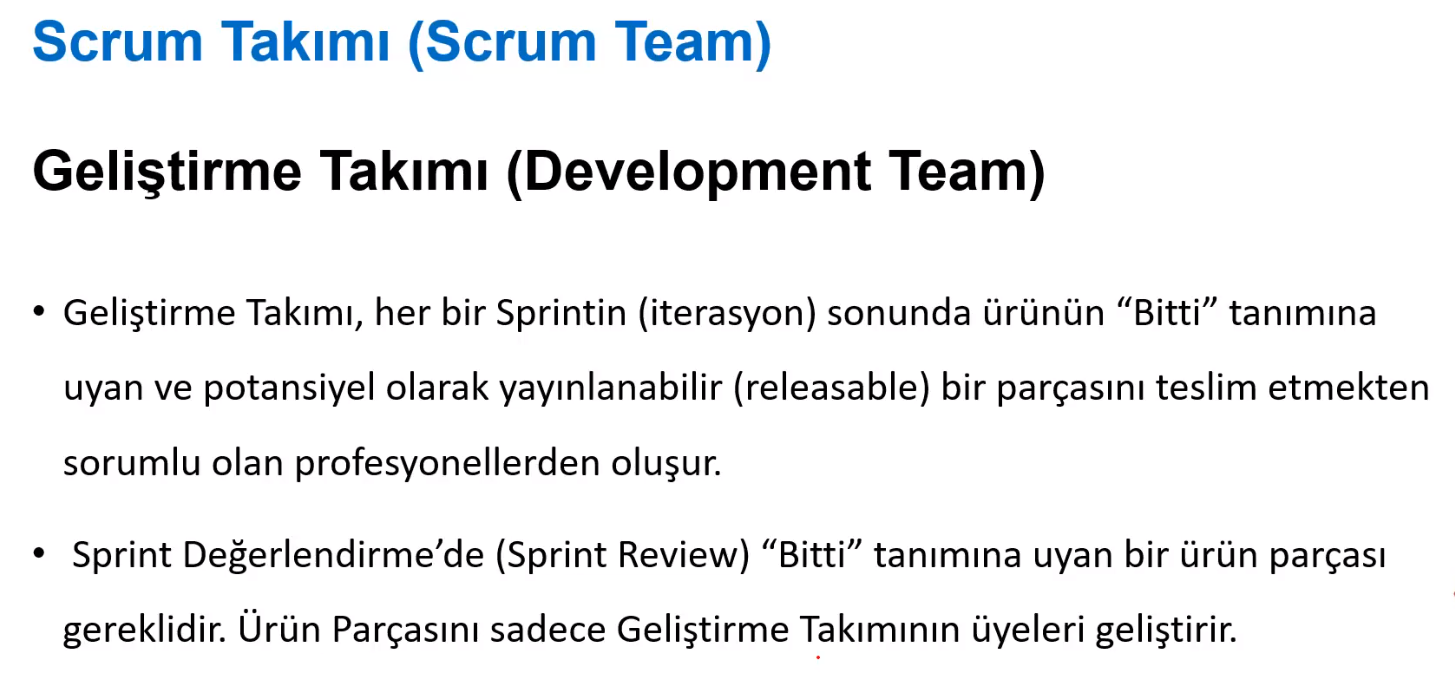 Scrum Takımı (Scrum Team)
Geliştirme Takımı (Development Team)
• Geliştirme Takımı, her bir Sprintin (iterasyon) sonunda ürünün “Bitti” tanımına
uyan ve potansiyel olarak yayınlanabilir (releasable) bir parçasını teslim etmekten
sorumlu olan profesyonellerden oluşur.
• Sprint Değerlendirme’de (Sprint Review) “Bitti” tanımına uyan bir ürün parçası
gereklidir. Ürün Parçasını sadece Geliştirme Takımının üyeleri geliştirir.